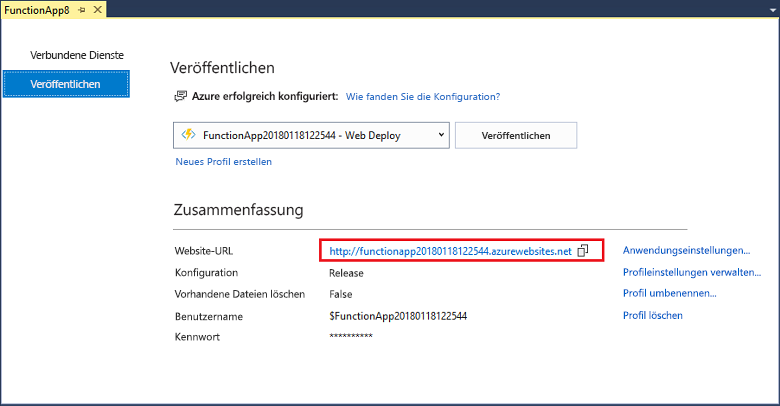 FunctionApp8
Verbundene Dienste
Veröffentlichen
Veröffentlichen
Azure erfolgreich konfiguriert: Wie fanden Sie die Konfiguration?
FunctionApp20180118122544 - Web Deploy Veröffentlichen
Neues Profil erstellen
Zusammenfassung
Website-URL http://functionapp20180118122544.azurewebsites.net Anwendungseinstellungen...
Konfiguration Release Profileinstellungen verwalten...
Vorhandene Dateien löschen False Profil umbenennen...
Benutzername $FunctionApp20180118122544 Profil löschen
Kennwort **********